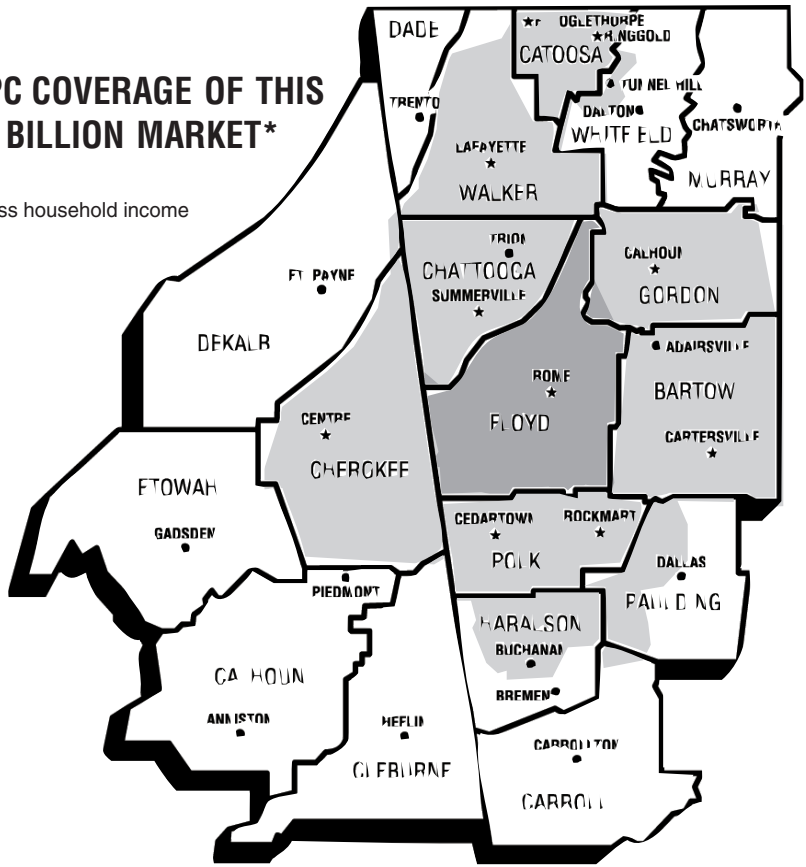 DADE
OGLETHORPE
RINGGOLD
CATOOSA
PC COVERAGE OF THIS
BILLION MARKET*
TUNNEL HILL
TRENTO
DALTON
CHATSWORTH
WHITFIELD
LAFAYETTE
MURRAY
WALKER
ss household income
TRION
CALHOUN
CHATTOOGA
FT. PAYNE
SUMMERVILLE
GORDON
DEKALB
ADAIRSVILLE
ROME
BARTOW
CENTRE
FLOYD
CARTERSVILLE
CHEROKEE
ETOWAH
CEDARTOWN
ROCKMART
GADSDEN
POLK
DALLAS
PIEDMONT
PAULDING
HARALSON
BUCHANAN
CALHOUN
BREMEN
ANNISTON
HEFLIN
CARROLLTON
CLEBURNE
CARROLL